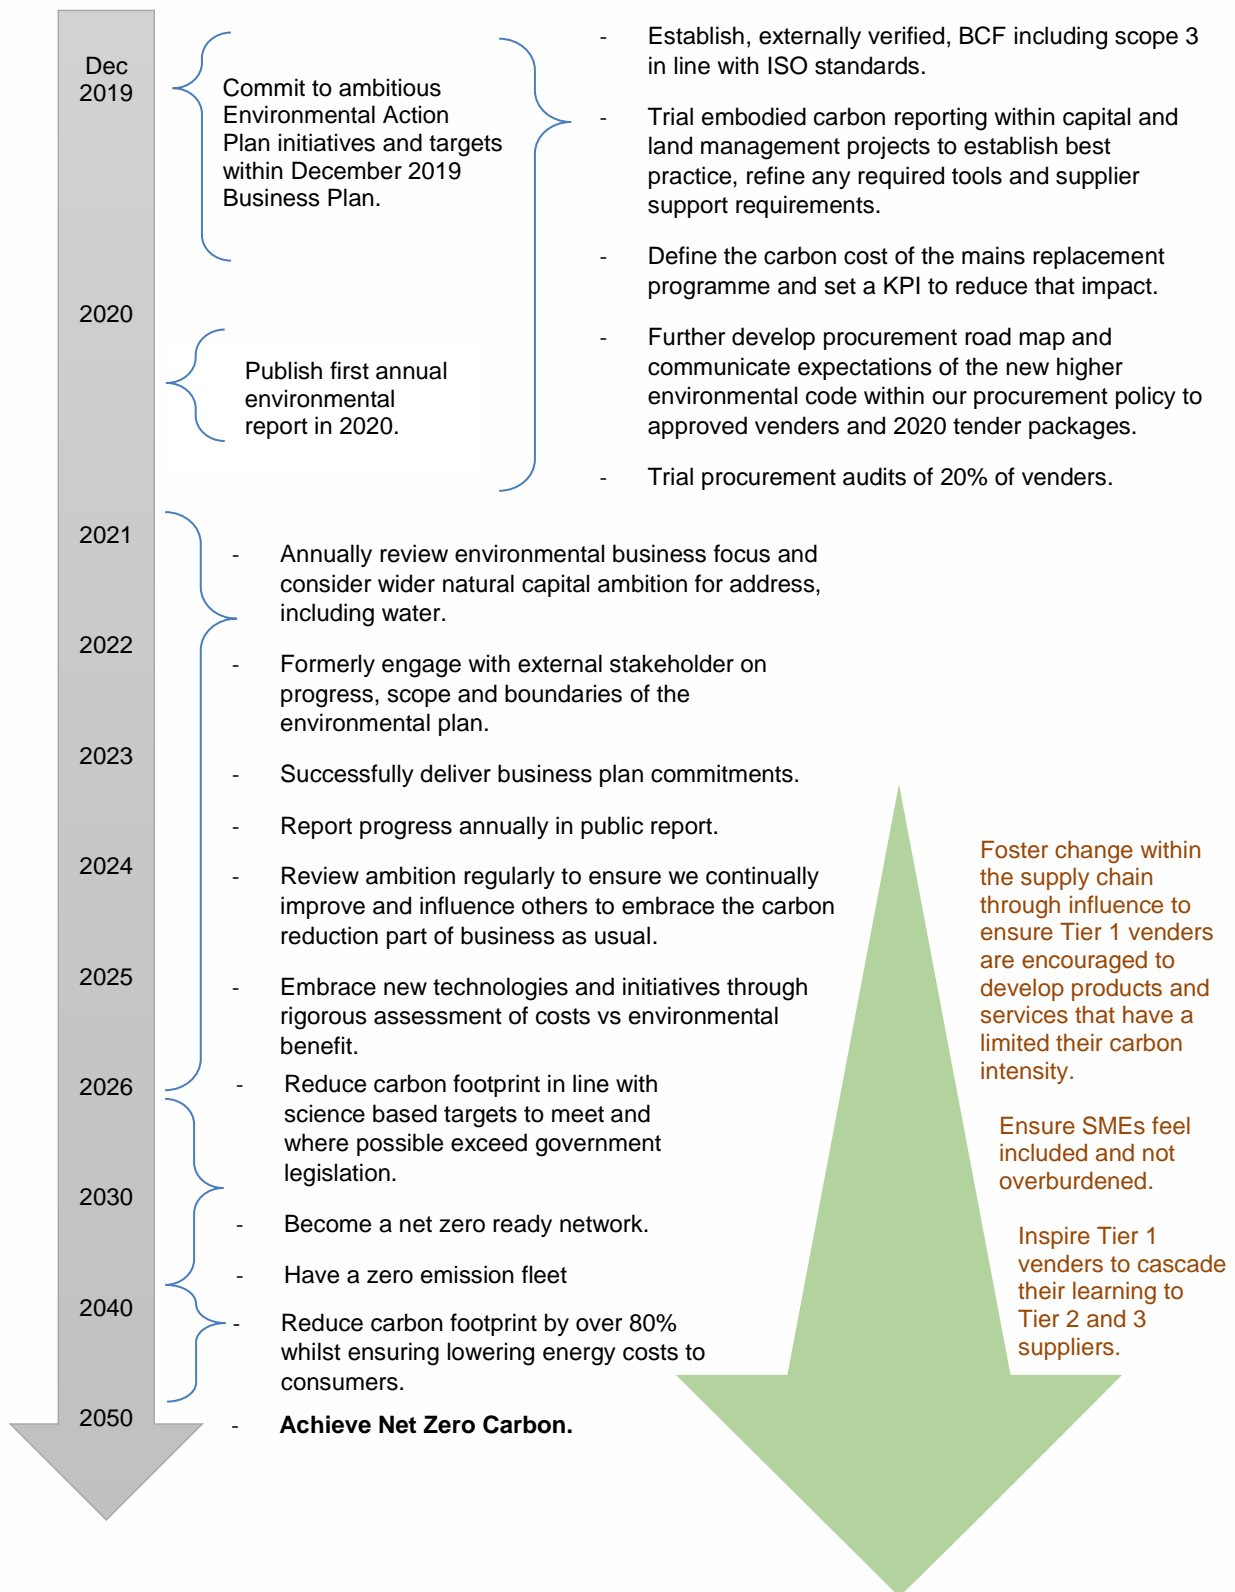 Dec
2019
Commit to ambitious
Environmental Action
Plan initiatives and targets
within December 2019
Business Plan.
- Establish, externally verified, BCF including scope 3
in line with ISO standards.
- Trial embodied carbon reporting within capital and
land management projects to establish best
practice, refine any required tools and supplier
support requirements.
- Define the carbon cost of the mains replacement
programme and set a KPI to reduce that impact.
2020
Publish first annual
environmental
report in 2020.
- Further develop procurement road map and
communicate expectations of the new higher
environmental code within our procurement policy to
approved venders and 2020 tender packages.
- Trial procurement audits of 20% of venders.
2021
- Annually review environmental business focus and
consider wider natural capital ambition for address,
including water.
2022
- Formerly engage with external stakeholder on
progress, scope and boundaries of the
environmental plan.
2023
- Successfully deliver business plan commitments.
- Report progress annually in public report.
2024
- Review ambition regularly to ensure we continually
improve and influence others to embrace the carbon
reduction part of business as usual.
2025
- Embrace new technologies and initiatives through
rigorous assessment of costs vs environmental
benefit.
2026
- Reduce carbon footprint in line with
science based targets to meet and
where possible exceed government
legislation.
2030
- Become a net zero ready network.
- Have a zero emission fleet
2040
- Reduce carbon footprint by over 80%
whilst ensuring lowering energy costs to
consumers.
2050
- Achieve Net Zero Carbon.
Foster change within
the supply chain
through influence to
ensure Tier 1 venders
are encouraged to
develop products and
services that have a
limited their carbon
intensity.
Ensure SMEs feel
included and not
overburdened.
Inspire Tier 1
venders to cascade
their learning to
Tier 2 and 3
suppliers.